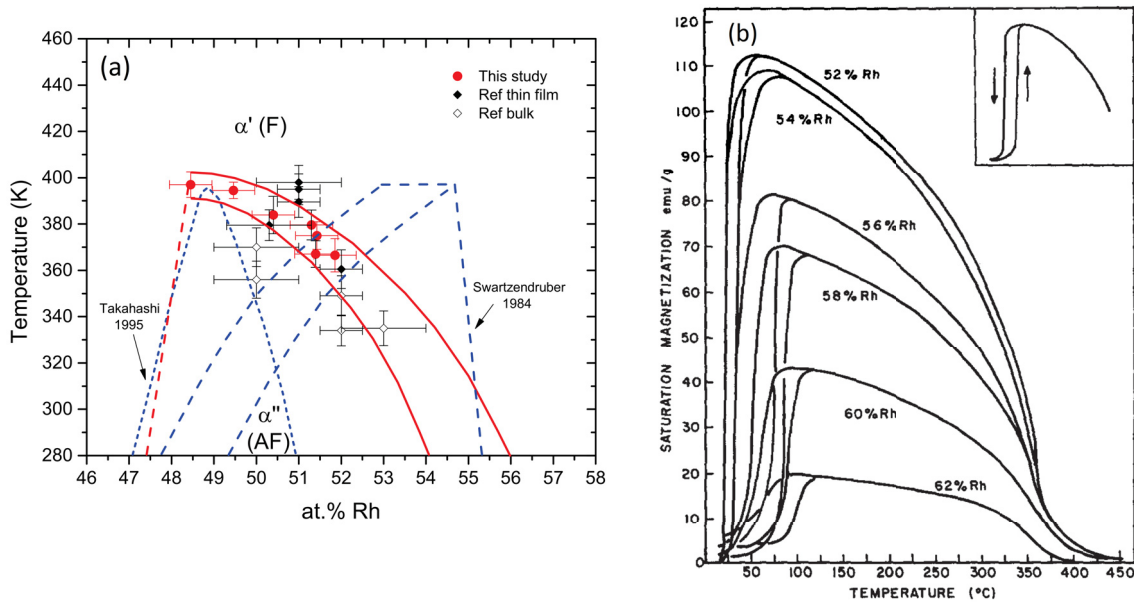 (a)
This study
Ref thin film
Ref bulk
α' (F)
Takahashi
1995
Swartzendruber
1984
α''
(AF)
Temperature (K)
460
440
420
400
380
360
340
320
300
280
46 47 48 49 50 51 52 53 54 55 56 57 58
at.% Rh
(b)
SATURATION MAGNETIZATION emu/g
120
110
100
90
80
70
60
50
40
30
20
10
0
52% Rh
54% Rh
56% Rh
58% Rh
60% Rh
62% Rh
50 100 150 200 250 300 350 400 450
TEMPERATURE (°C)